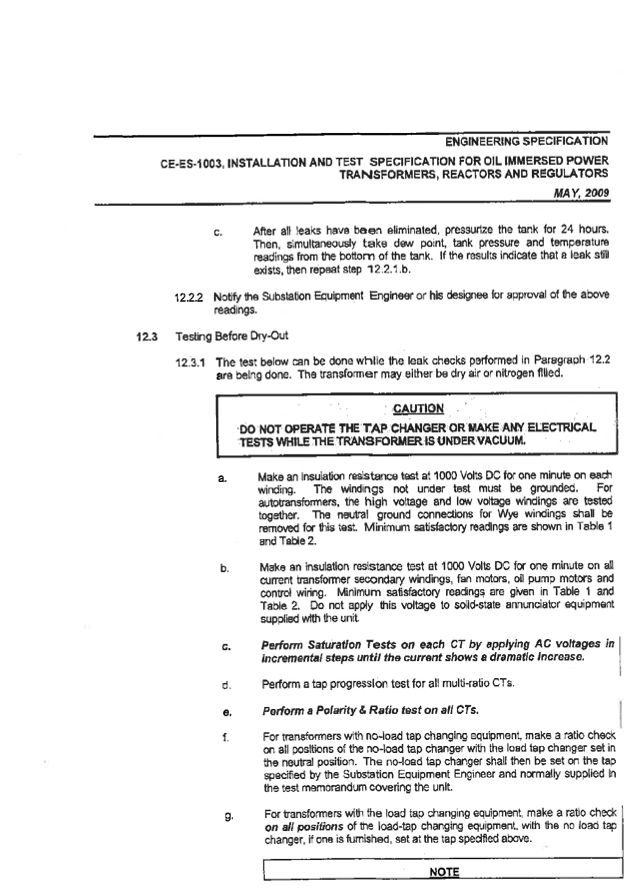 ENGINEERING SPECIFICATION
CE-ES-1003, INSTALLATION AND TEST SPECIFICATION FOR OIL IMMERSED POWER
TRANSFORMERS, REACTORS AND REGULATORS
MAY, 2009
c. After all leaks have been eliminated, pressurize the tank for 24 hours.
Then, simultaneously take dew point, tank pressure and temperature
readings from the bottom of the tank. If the results indicate that a leak still
exists, then repeat step 12.2.1.b.
12.2.2 Notify the Substation Equipment Engineer or his designee for approval of the above
readings.
12.3 Testing Before Dry-Out
12.3.1 The test below can be done while the leak checks performed in Paragraph 12.2
are being done. The transformer may either be dry air or nitrogen filled.
CAUTION
DO NOT OPERATE THE TAP CHANGER OR MAKE ANY ELECTRICAL
TESTS WHILE THE TRANSFORMER IS UNDER VACUUM.
a. Make an insulation resistance test at 1000 Volts DC for one minute on each
winding. The windings not under test must be grounded. For
autotransformers, the high voltage and low voltage windings are tested
together. The neutral ground connections for Wye windings shall be
removed for this test. Minimum satisfactory readings are shown in Table 1
and Table 2.
b. Make an insulation resistance test at 1000 Volts DC for one minute on all
current transformer secondary windings, fan motors, oil pump motors and
control wiring. Minimum satisfactory readings are given in Table 1 and
Table 2. Do not apply this voltage to solid-state annunciator equipment
supplied with the unit.
c. Perform Saturation Tests on each CT by applying AC voltages in
incremental steps until the current shows a dramatic increase.
d. Perform a tap progression test for all multi-ratio CTs.
e. Perform a Polarity & Ratio test on all CTs.
f. For transformers with no-load tap changing equipment, make a ratio check
on all positions of the no-load tap changer with the load tap changer set in
the neutral position. The no-load tap changer shall then be set on the tap
specified by the Substation Equipment Engineer and normally supplied in
the test memorandum covering the unit.
g. For transformers with the load tap changing equipment, make a ratio check
on all positions of the load-tap changing equipment, with the no load tap
changer, if one is furnished, set at the tap specified above.
NOTE